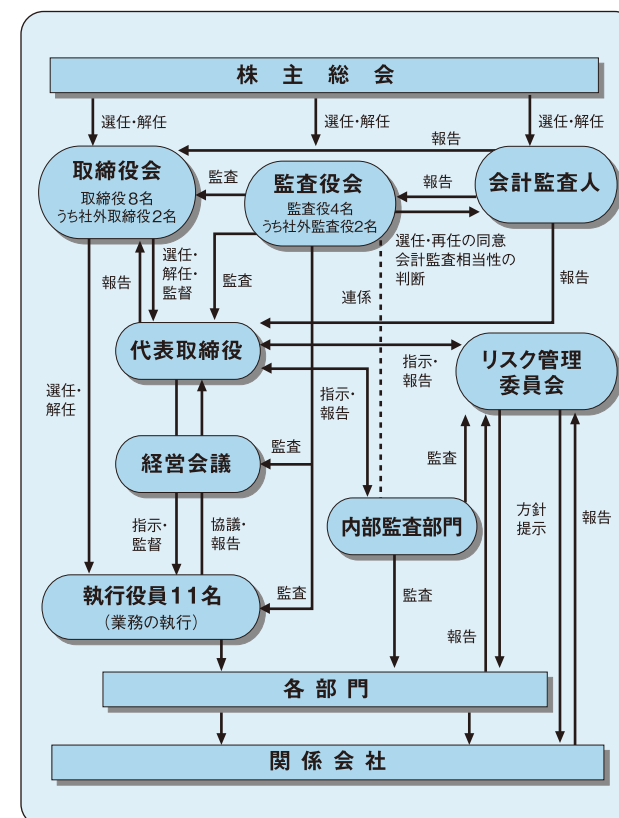 株主総会
選任・解任
選任・解任
選任・解任
報告
取締役会
取締役8名
うち社外取締役2名
監査
監査役会
監査役4名
うち社外監査役2名
報告
会計監査人
選任・再任の同意
会計監査相当性の
判断
選任・
解任・
監督
報告
監査
連係
報告
代表取締役
指示・
報告
リスク管理
委員会
選任・
解任
指示・
報告
経営会議
監査
監査
方針
提示
報告
内部監査部門
指示・
監督
協議・
報告
執行役員11名
(業務の執行)
監査
監査
報告
各部門
関係会社